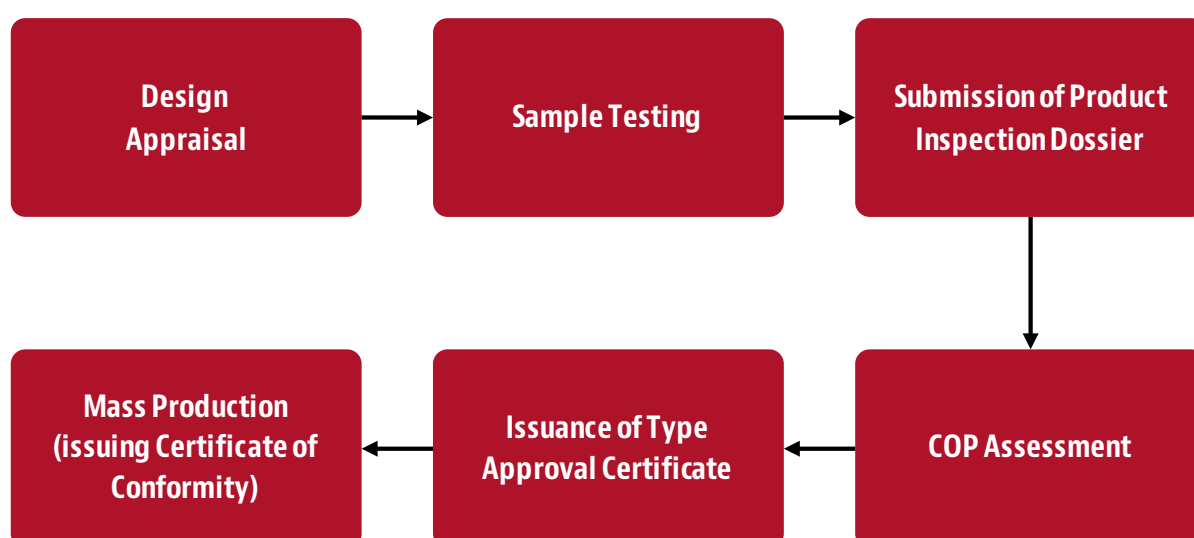 Design
Appraisal
Sample Testing
Submission of Product
Inspection Dossier
COP Assessment
Issuance of Type
Approval Certificate
Mass Production
(issuing Certificate of
Conformity)